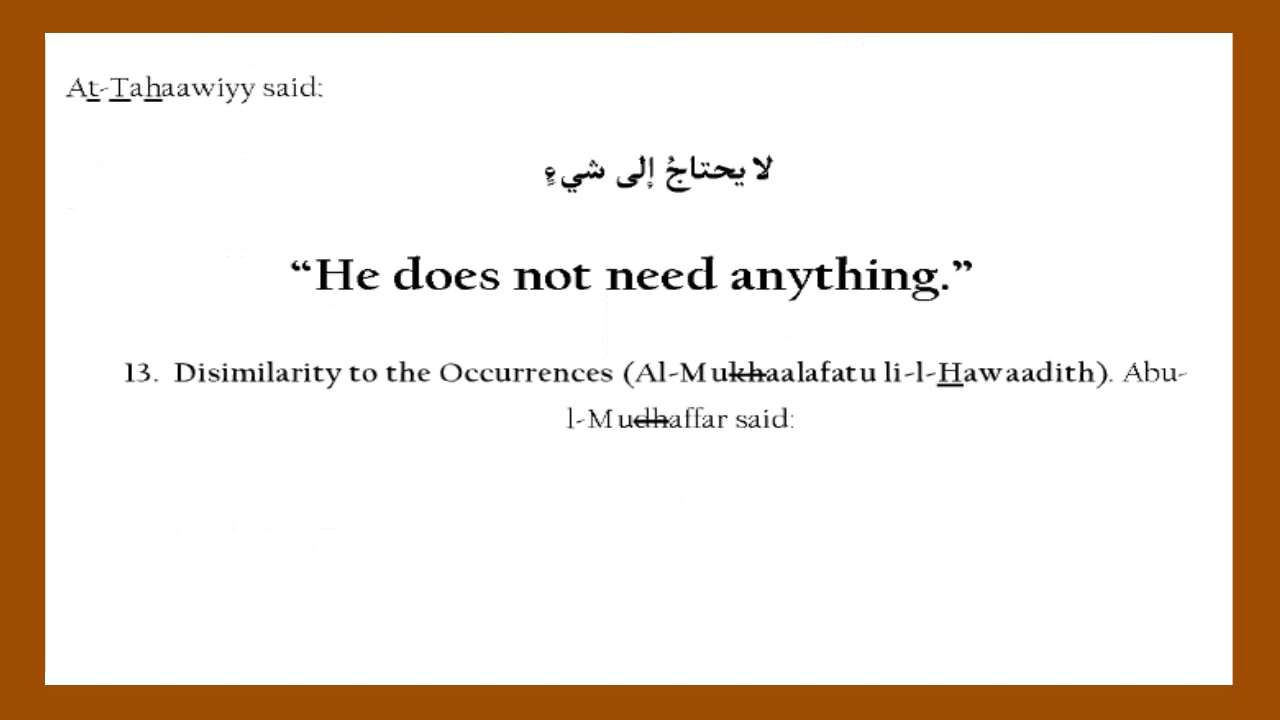 At-Tahaawiyy said:
لا يحتاجُ إلى شيءٍ
“He does not need anything.”
13. Disimilarity to the Occurrences (Al-Mukhaalafatu li-l-Hawaadith). Abu-
l-Mudhaffar said: